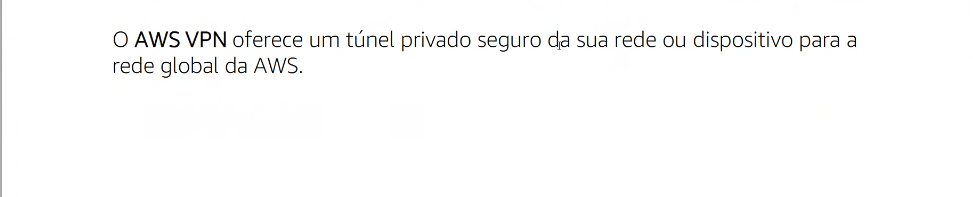 O AWS VPN oferece um túnel privado seguro da sua rede ou dispositivo para a
rede global da AWS.